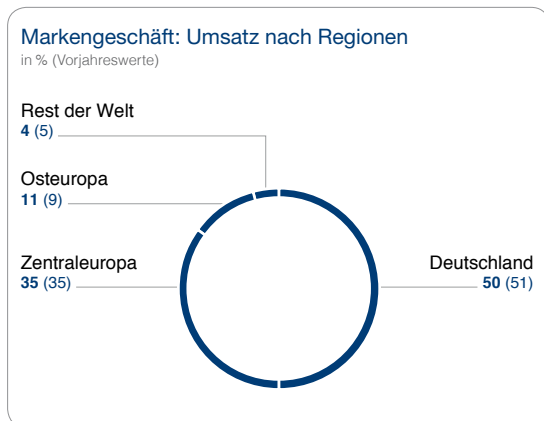 Markengeschäft: Umsatz nach Regionen
in % (Vorjahreswerte)
Rest der Welt
4 (5)
Osteuropa
11 (9)
Zentraleuropa
35 (35)
Deutschland
50 (51)